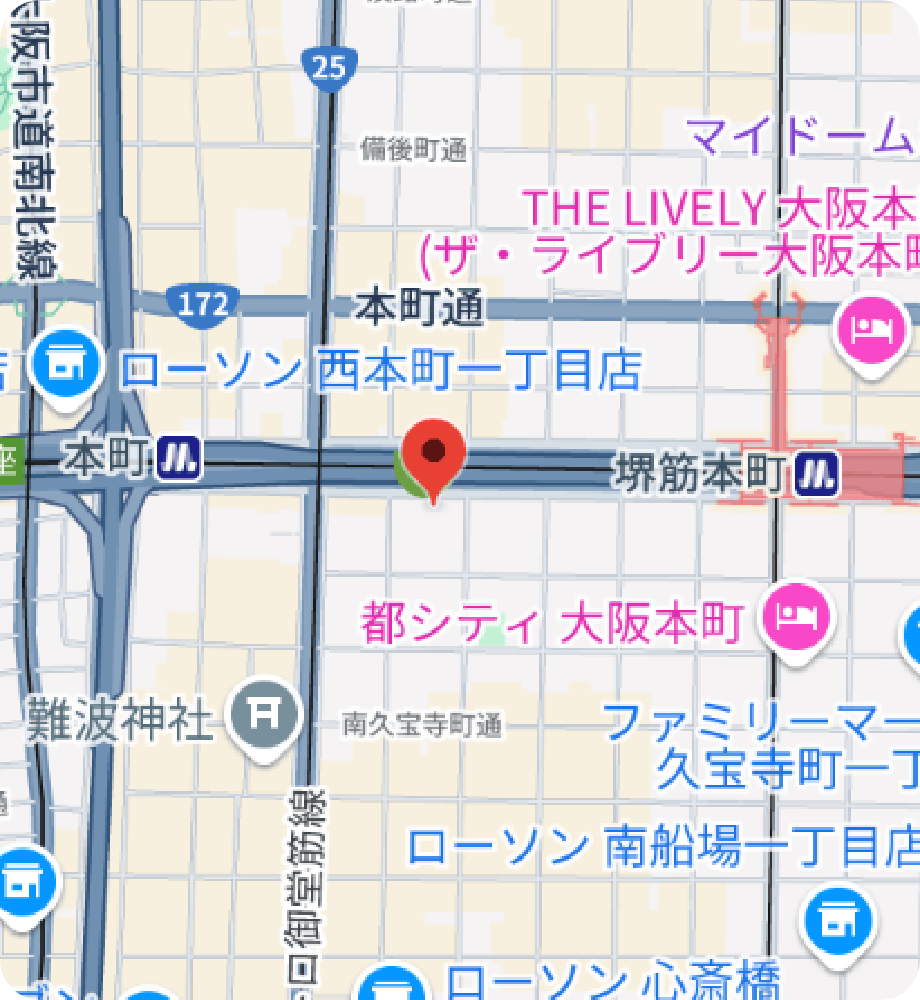 大阪市道南北線
25
備後町通
マイドーム
THE LIVELY 大阪本
(ザ・ライブリー大阪本町
172
本町通
店
ローソン 西本町一丁目店
座
本町
堺筋本町
都シティ 大阪本町
難波神社
南久宝寺町通
ファミリーマー
久宝寺町一丁
通
ローソン 南船場一丁目店
御堂筋線
ローソン 心斎橋